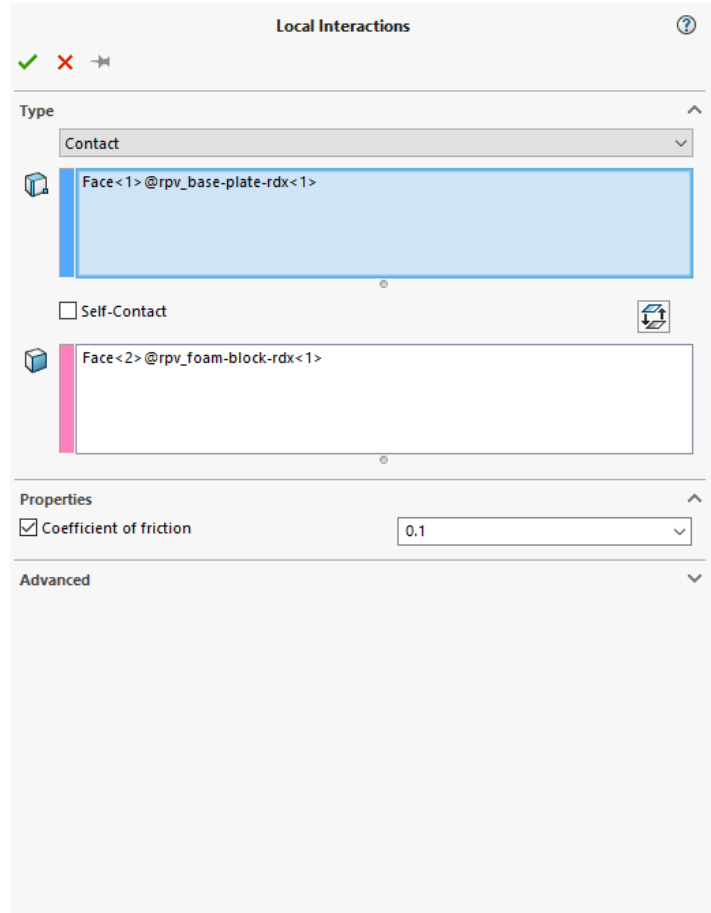 Local Interactions
?
Type
Contact
Face<1>@rpv_base-plate-rdx<1>
Self-Contact
Face<2>@rpv_foam-block-rdx<1>
Properties
Coefficient of friction
0.1
Advanced